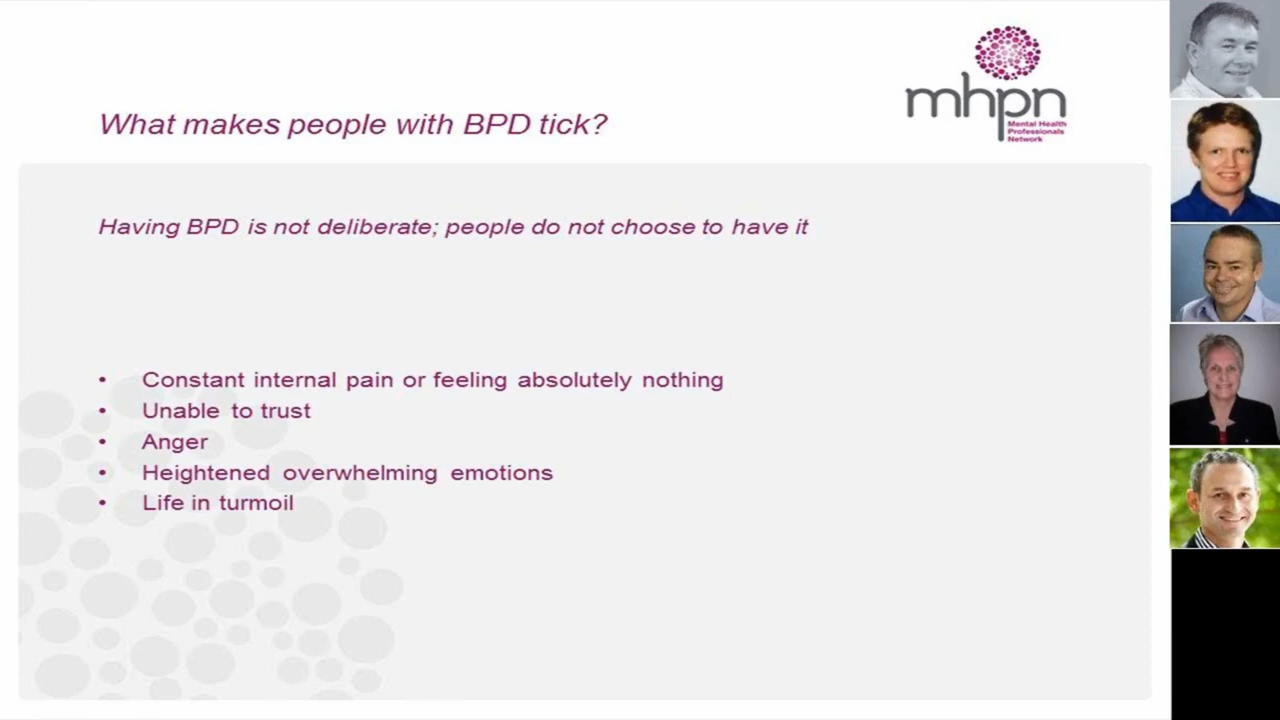 mhpn
Mental Health
Professionals
Network
What makes people with BPD tick?
Having BPD is not deliberate; people do not choose to have it
• Constant internal pain or feeling absolutely nothing
• Unable to trust
• Anger
• Heightened overwhelming emotions
• Life in turmoil